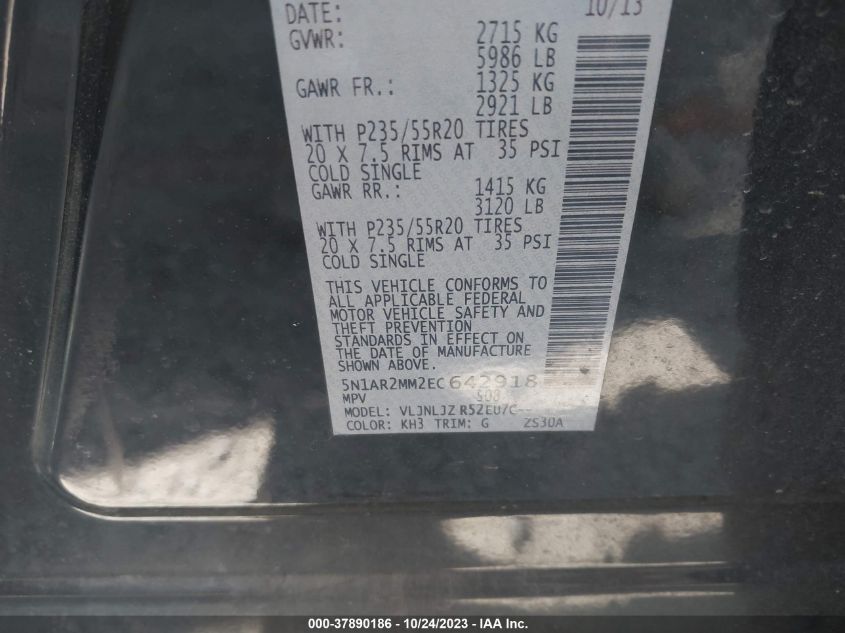 DATE: 10/13
GVWR: 2715 KG
5986 LB
GAWR FR.: 1325 KG
2921 LB
WITH P235/55R20 TIRES
20 X 7.5 RIMS AT 35 PSI
COLD SINGLE
GAWR RR.: 1415 KG
3120 LB
WITH P235/55R20 TIRES
20 X 7.5 RIMS AT 35 PSI
COLD SINGLE
THIS VEHICLE CONFORMS TO
ALL APPLICABLE FEDERAL
MOTOR VEHICLE SAFETY AND
THEFT PREVENTION
STANDARDS IN EFFECT ON
THE DATE OF MANUFACTURE
SHOWN ABOVE.
5N1AR2MM2EC642918
MPV
MODEL: VLJNLJZ
COLOR: KH3 TRIM: G ZS30A
000-37890186 - 10/24/2023 - IAA Inc.